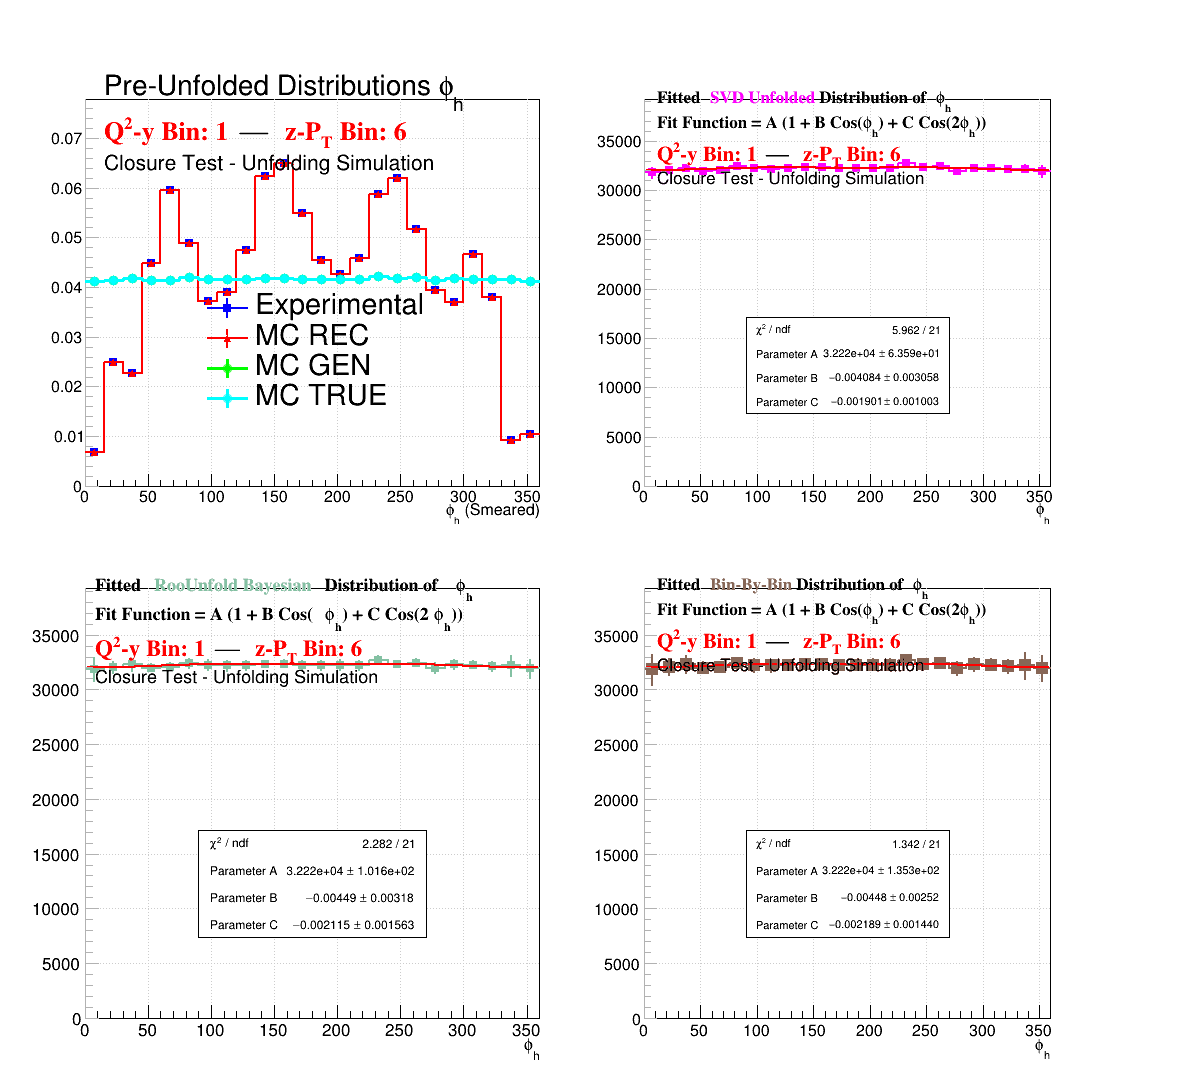 Pre-Unfolded Distributions ϕh
Q²-y Bin: 1 — z-PT Bin: 6
Closure Test - Unfolding Simulation
0.07
0.06
0.05
0.04
0.03
0.02
0.01
0
Experimental
MC REC
MC GEN
MC TRUE
0 50 100 150 200 250 300 350
ϕh (Smeared)
Fitted SVD Unfolded Distribution of ϕh
Fit Function = A (1 + B Cos(ϕh) + C Cos(2ϕh))
Q²-y Bin: 1 — z-PT Bin: 6
Closure Test - Unfolding Simulation
35000
30000
25000
20000
15000
10000
5000
0
χ² / ndf 5.962 / 21
Parameter A 3.222e+04 ± 6.359e+01
Parameter B −0.004084 ± 0.003058
Parameter C −0.001901 ± 0.001003
0 50 100 150 200 250 300 350
ϕh
Fitted RooUnfold Bayesian Distribution of ϕh
Fit Function = A (1 + B Cos( ϕh) + C Cos(2 ϕh))
Q²-y Bin: 1 — z-PT Bin: 6
Closure Test - Unfolding Simulation
35000
30000
25000
20000
15000
10000
5000
0
χ² / ndf 2.282 / 21
Parameter A 3.222e+04 ± 1.016e+02
Parameter B −0.00449 ± 0.00318
Parameter C −0.002115 ± 0.001563
0 50 100 150 200 250 300 350
ϕh
Fitted Bin-By-Bin Distribution of ϕh
Fit Function = A (1 + B Cos(ϕh) + C Cos(2ϕh))
Q²-y Bin: 1 — z-PT Bin: 6
Closure Test - Unfolding Simulation
35000
30000
25000
20000
15000
10000
5000
0
χ² / ndf 1.342 / 21
Parameter A 3.222e+04 ± 1.353e+02
Parameter B −0.00448 ± 0.00252
Parameter C −0.002189 ± 0.001440
0 50 100 150 200 250 300 350
ϕh